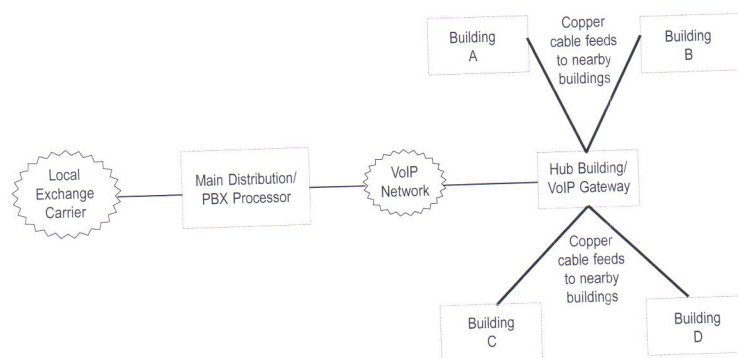 Building
A
Copper
cable feeds
to nearby
buildings
Building
B
Local
Exchange
Carrier
Main Distribution/
PBX Processor
VoIP
Network
Hub Building/
VoIP Gateway
Copper
cable feeds
to nearby
buildings
Building
C
Building
D